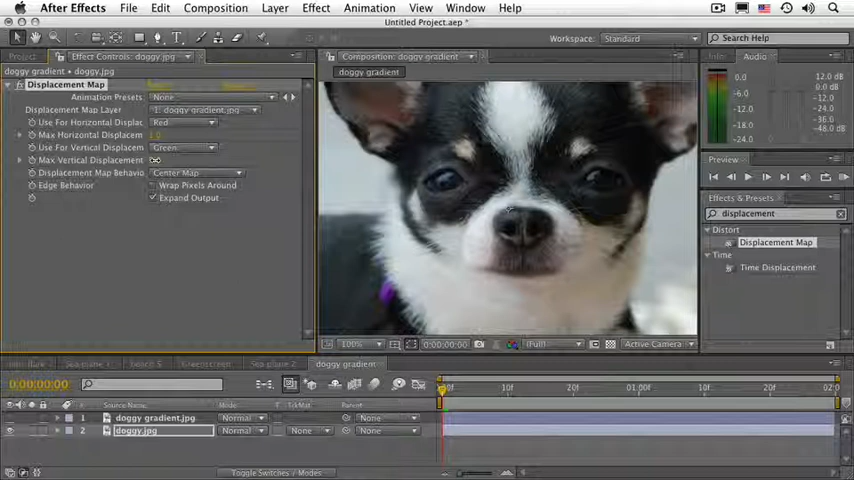 After Effects File Edit Composition Layer Effect Animation View Window Help
Untitled Project.aep *
Workspace: Standard Search Help
Project Effect Controls: doggy.jpg Composition: doggy gradient Info Audio
doggy gradient • doggy.jpg
doggy gradient
Displacement Map
Animation Presets None
Displacement Map Layer 1. doggy gradient.jpg
Use For Horizontal Displac Red
Max Horizontal Displacem
Use For Vertical Displacem Green
Max Vertical Displacement
Displacement Map Behavio Center Map
Edge Behavior Wrap Pixels Around
Expand Output
0.0
-6.0
-12.0
-18.0
-24.0
12.0 dB
0.0 dB
-12.0
-24.0
-36.0
-48.0 dB
Preview
Effects & Presets
displacement
Distort
Displacement Map
Time
Time Displacement
100% 0:00:00:00 (Full) Active Camera
Greenscreen doggy gradient
0:00:00:00
10f 20f 01:00f 10f 20f 02:0
# Source Name Mode T TrkMat Parent
1 doggy gradient.jpg Normal None
2 doggy.jpg Normal None None
Toggle Switches / Modes